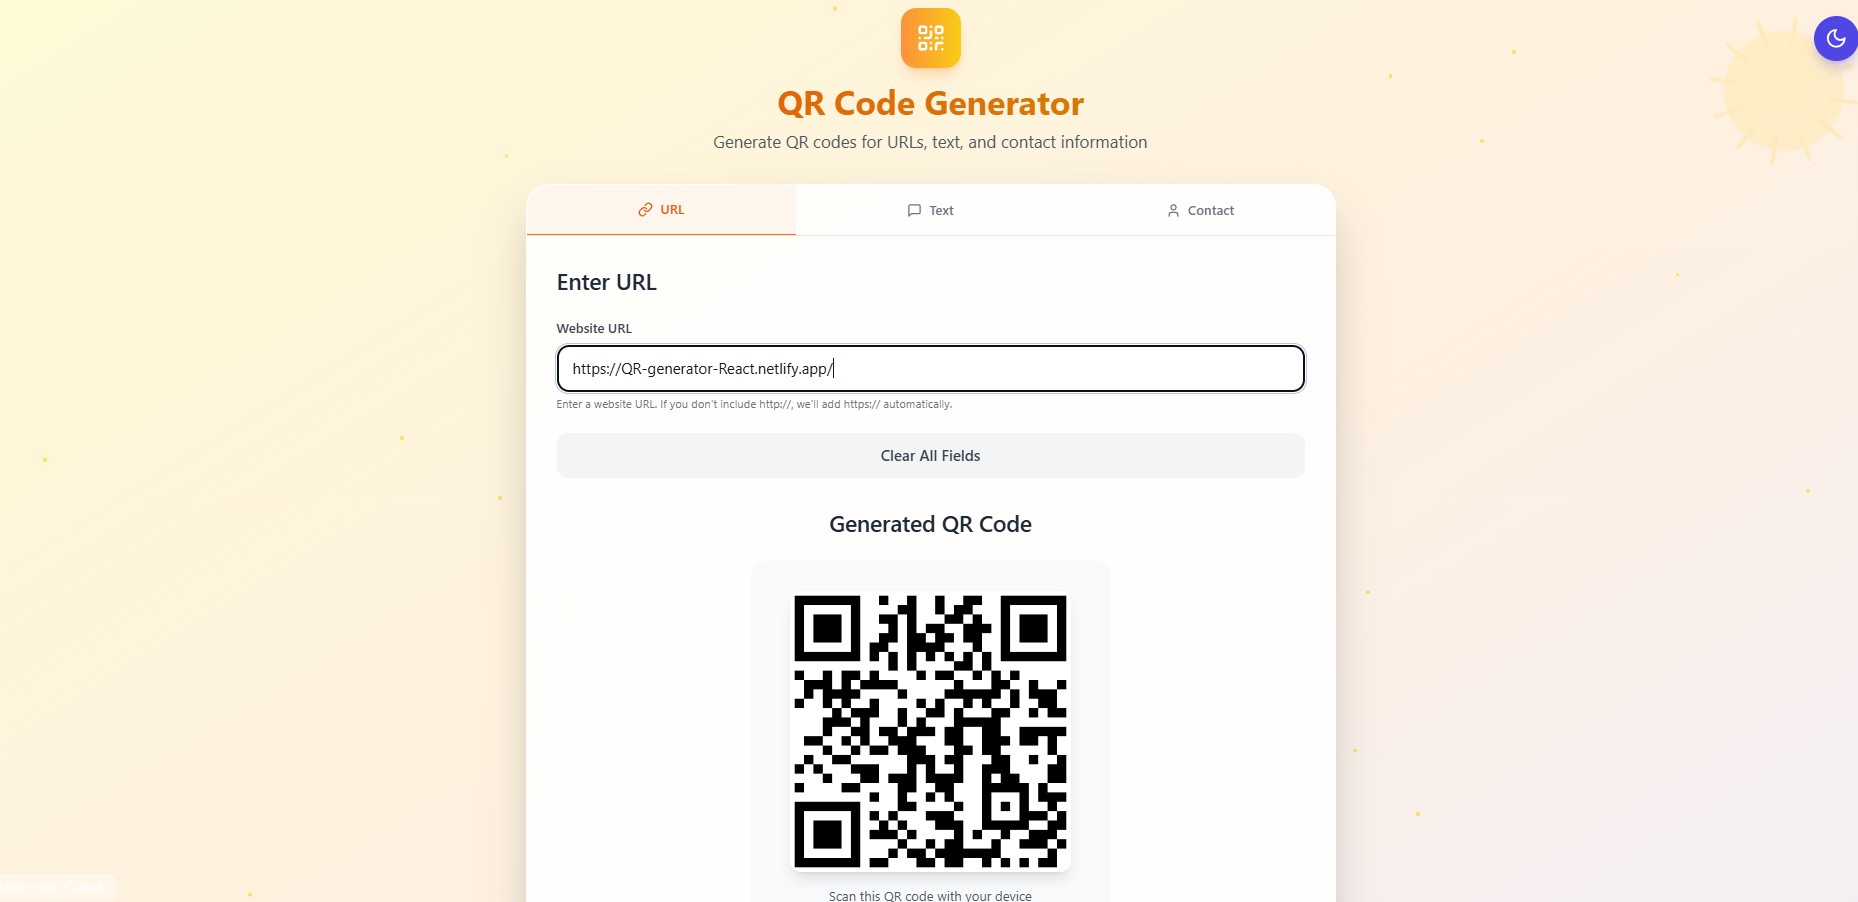 QR Code Generator
Generate QR codes for URLs, text, and contact information
URL
Text
Contact
Enter URL
Website URL
https://QR-generator-React.netlify.app/
Enter a website URL. If you don't include http://, we'll add https:// automatically.
Clear All Fields
Generated QR Code
Scan this QR code with your device